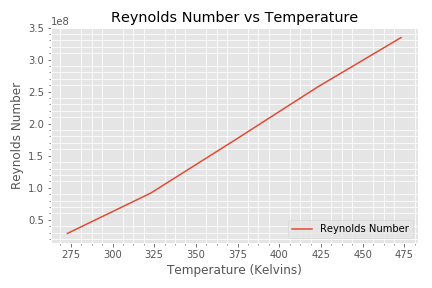 Reynolds Number vs Temperature
1e8
3.5
3.0
2.5
2.0
1.5
1.0
0.5
Reynolds Number
Reynolds Number
275 300 325 350 375 400 425 450 475
Temperature (Kelvins)